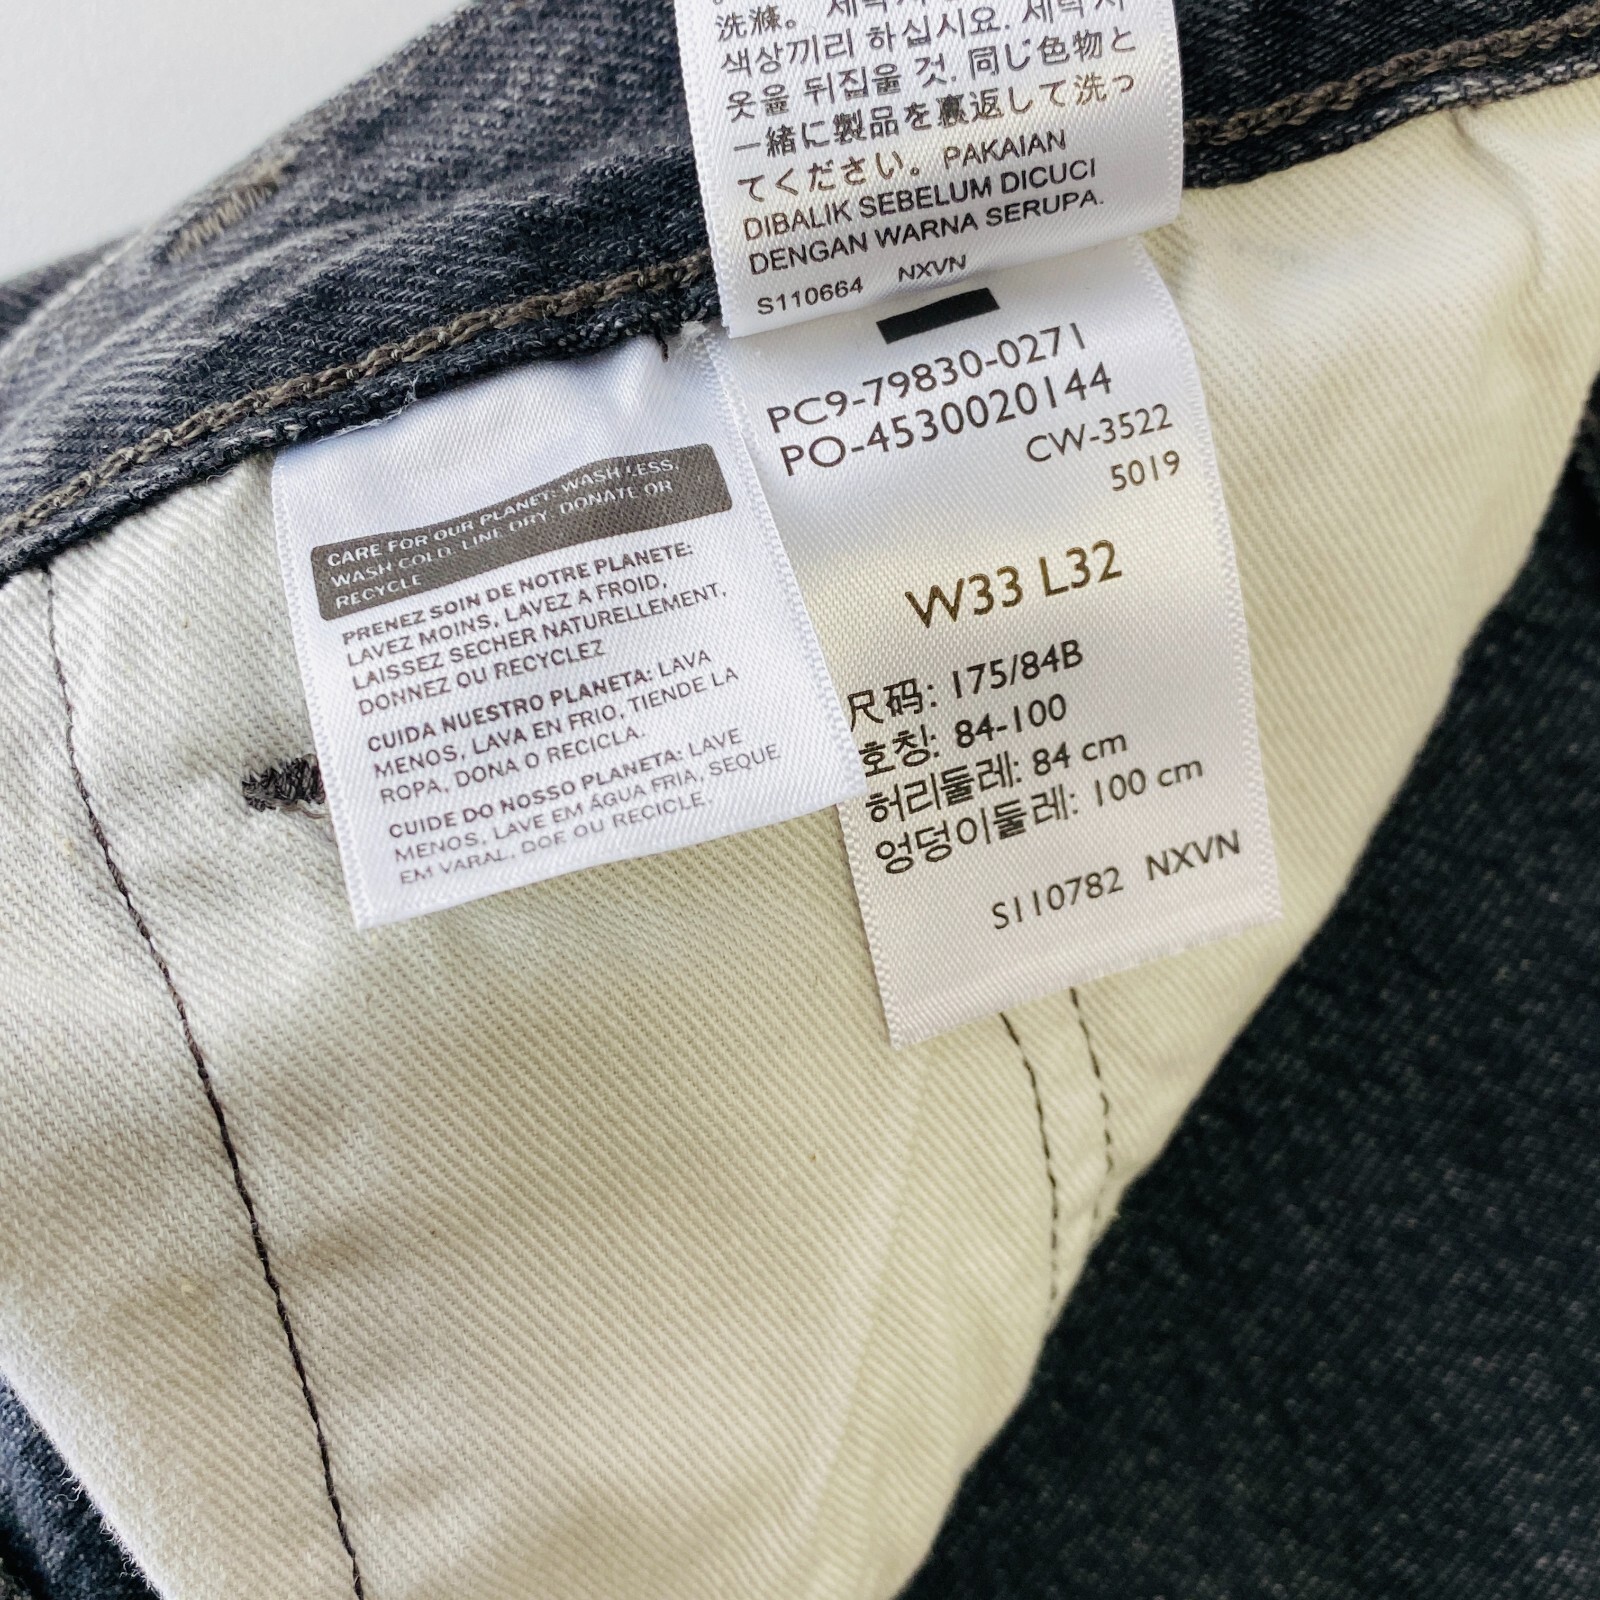 洗滌。세탁시
색상끼리 하십시요. 세탁시
옷을 뒤집을 것. 同じ色物と
一緒に製品を裏返して洗っ
てください。PAKAIAN
DIBALIK SEBELUM DICUCI
DENGAN WARNA SERUPA.
S110664 NXVN
PC9-79830-0271
PO-4530020144
CW-3522
5019
W33 L32
尺码: 175/84B
호칭: 84-100
허리둘레: 84 cm
엉덩이둘레: 100 cm
S110782 NXVN
CARE FOR OUR PLANET: WASH LESS,
WASH COLD, LINE DRY, DONATE OR
RECYCLE
PRENEZ SOIN DE NOTRE PLANETE:
LAVEZ MOINS, LAVEZ A FROID,
LAISSEZ SECHER NATURELLEMENT,
DONNEZ OU RECYCLEZ
CUIDA NUESTRO PLANETA: LAVA
MENOS, LAVA EN FRIO, TIENDE LA
ROPA, DONA O RECICLA.
CUIDE DO NOSSO PLANETA: LAVE
MENOS, LAVE EM ÁGUA FRIA, SEQUE
EM VARAL, DOE OU RECICLE.